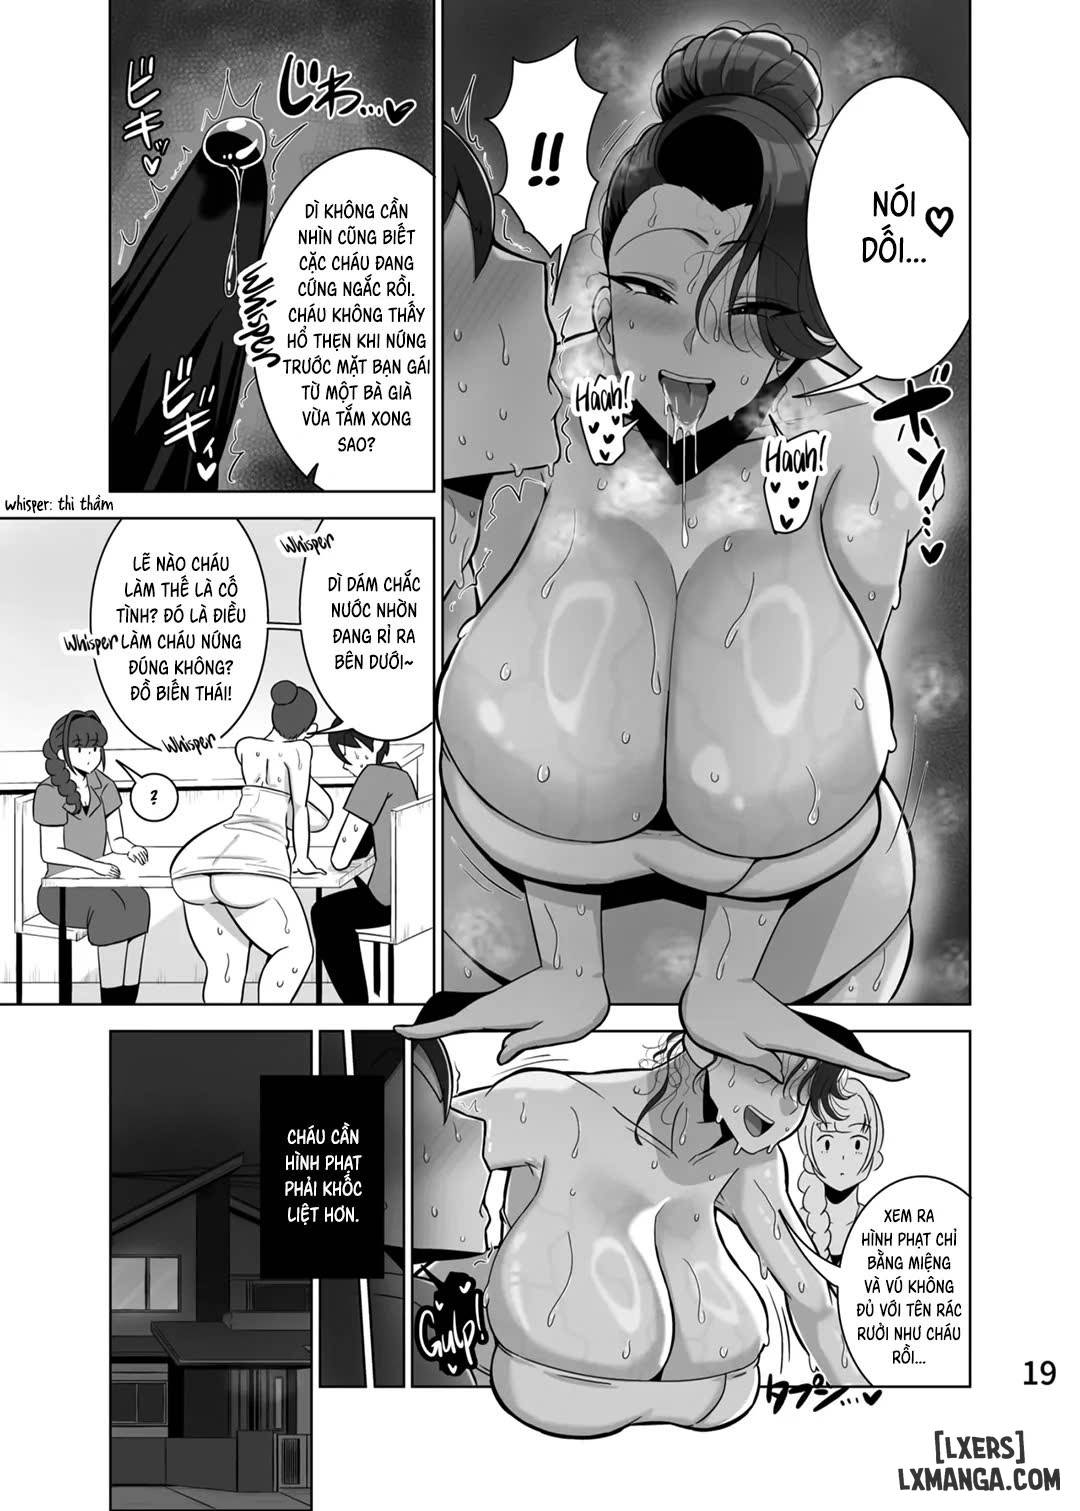 NÓI
DỐI...
!!
Haah!
Haah!
ボソ...
じわ...
ビキッ
ビキッ
DÌ KHÔNG CẦN
NHÌN CŨNG BIẾT
CẶC CHÁU ĐANG
CỨNG NGẮC RỒI.
CHÁU KHÔNG THẤY
HỔ THẸN KHI NỨNG
TRƯỚC MẶT BẠN GÁI
TỪ MỘT BÀ GIÀ
VỪA TẮM XONG
SAO?
Whisper
whisper: thì thầm
Whisper
DÌ DÁM CHẮC
NƯỚC NHỜN
ĐANG RỈ RA
BÊN DƯỚI~
LẼ NÀO CHÁU
LÀM THẾ LÀ CỐ
TÌNH? ĐÓ LÀ ĐIỀU
LÀM CHÁU NỨNG
ĐÚNG KHÔNG?
ĐỒ BIẾN THÁI!
Whisper
Whisper
?
XEM RA
HÌNH PHẠT CHỈ
BẰNG MIỆNG
VÀ VÚ KHÔNG
ĐỦ VỚI TÊN RÁC
RƯỞI NHƯ CHÁU
RỒI...
Gulp!
タプン...
CHÁU CẦN
HÌNH PHẠT
PHẢI KHỐC
LIỆT HƠN.
19
[LXERS]
LXMANGA.COM